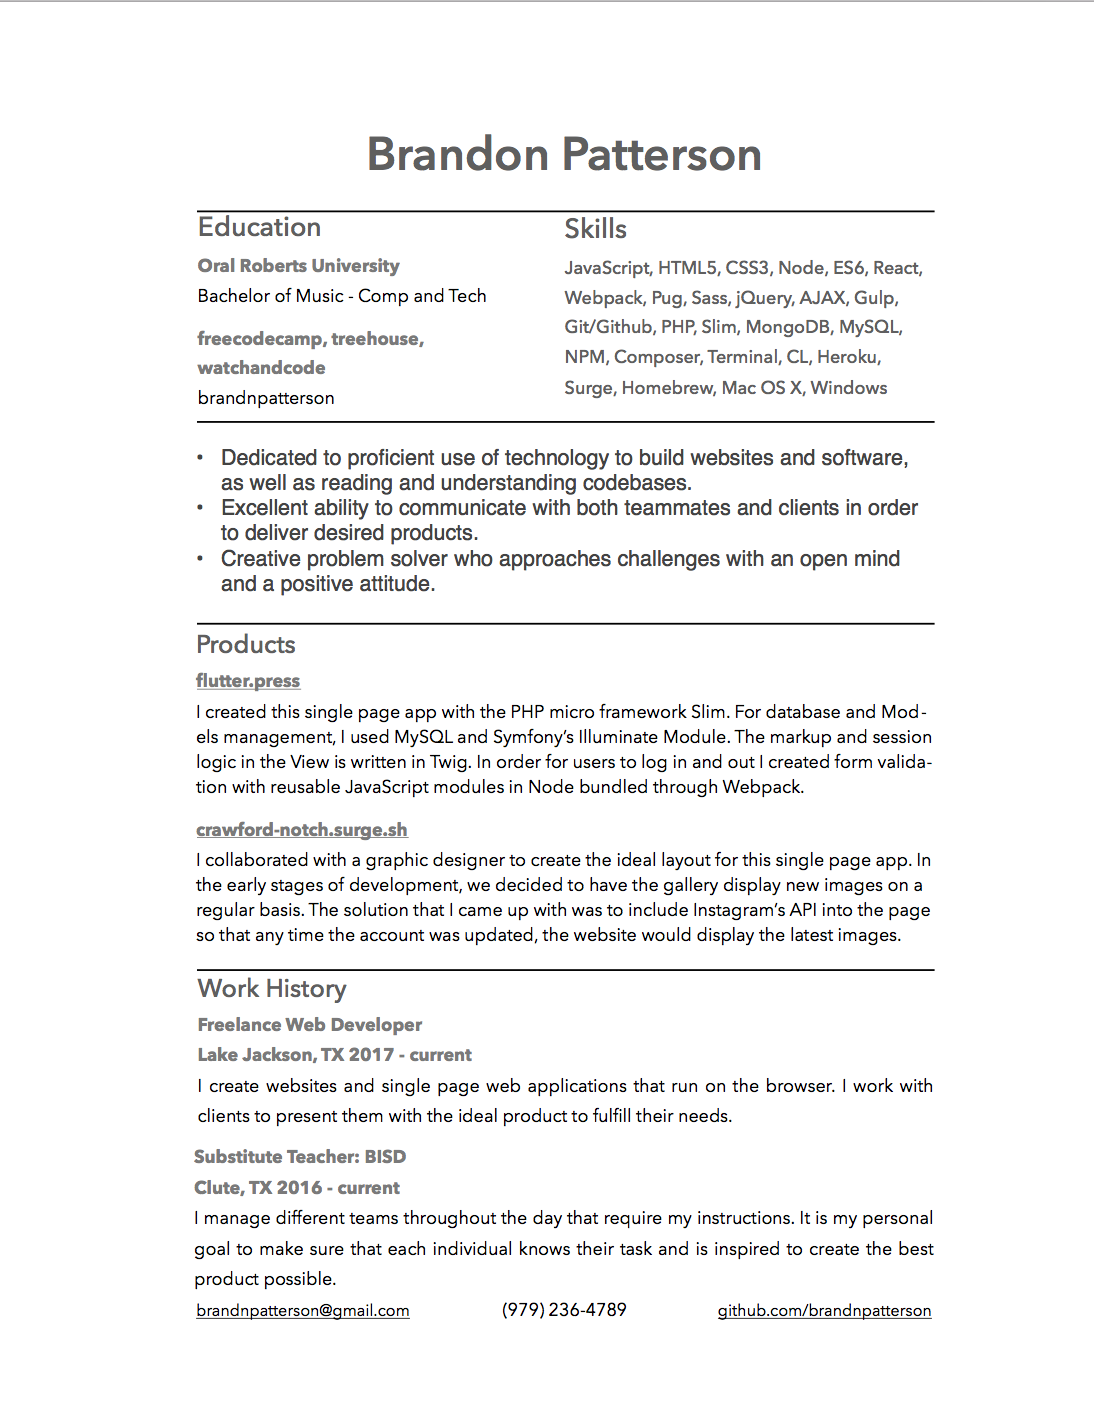 Brandon Patterson
Education
Oral Roberts University
Bachelor of Music - Comp and Tech
freecodecamp, treehouse,
watchandcode
brandnpatterson
Skills
JavaScript, HTML5, CSS3, Node, ES6, React,
Webpack, Pug, Sass, jQuery, AJAX, Gulp,
Git/Github, PHP, Slim, MongoDB, MySQL,
NPM, Composer, Terminal, CL, Heroku,
Surge, Homebrew, Mac OS X, Windows
• Dedicated to proficient use of technology to build websites and software,
as well as reading and understanding codebases.
• Excellent ability to communicate with both teammates and clients in order
to deliver desired products.
• Creative problem solver who approaches challenges with an open mind
and a positive attitude.
Products
flutter.press
I created this single page app with the PHP micro framework Slim. For database and Mod-
els management, I used MySQL and Symfony’s Illuminate Module. The markup and session
logic in the View is written in Twig. In order for users to log in and out I created form valida-
tion with reusable JavaScript modules in Node bundled through Webpack.
crawford-notch.surge.sh
I collaborated with a graphic designer to create the ideal layout for this single page app. In
the early stages of development, we decided to have the gallery display new images on a
regular basis. The solution that I came up with was to include Instagram’s API into the page
so that any time the account was updated, the website would display the latest images.
Work History
Freelance Web Developer
Lake Jackson, TX 2017 - current
I create websites and single page web applications that run on the browser. I work with
clients to present them with the ideal product to fulfill their needs.
Substitute Teacher: BISD
Clute, TX 2016 - current
I manage different teams throughout the day that require my instructions. It is my personal
goal to make sure that each individual knows their task and is inspired to create the best
product possible.
brandnpatterson@gmail.com (979) 236-4789 github.com/brandnpatterson